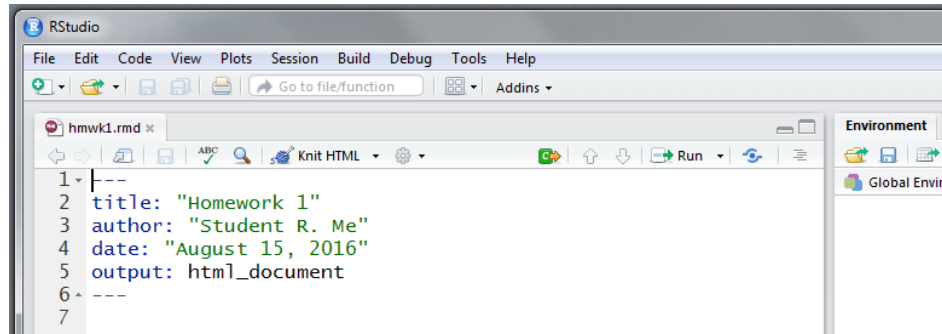 RStudio
File Edit Code View Plots Session Build Debug Tools Help
Go to file/function Addins
hmwk1.rmd
Environment
ABC Knit HTML Run
Global Envir
1 ---
2 title: "Homework 1"
3 author: "Student R. Me"
4 date: "August 15, 2016"
5 output: html_document
6 ---
7